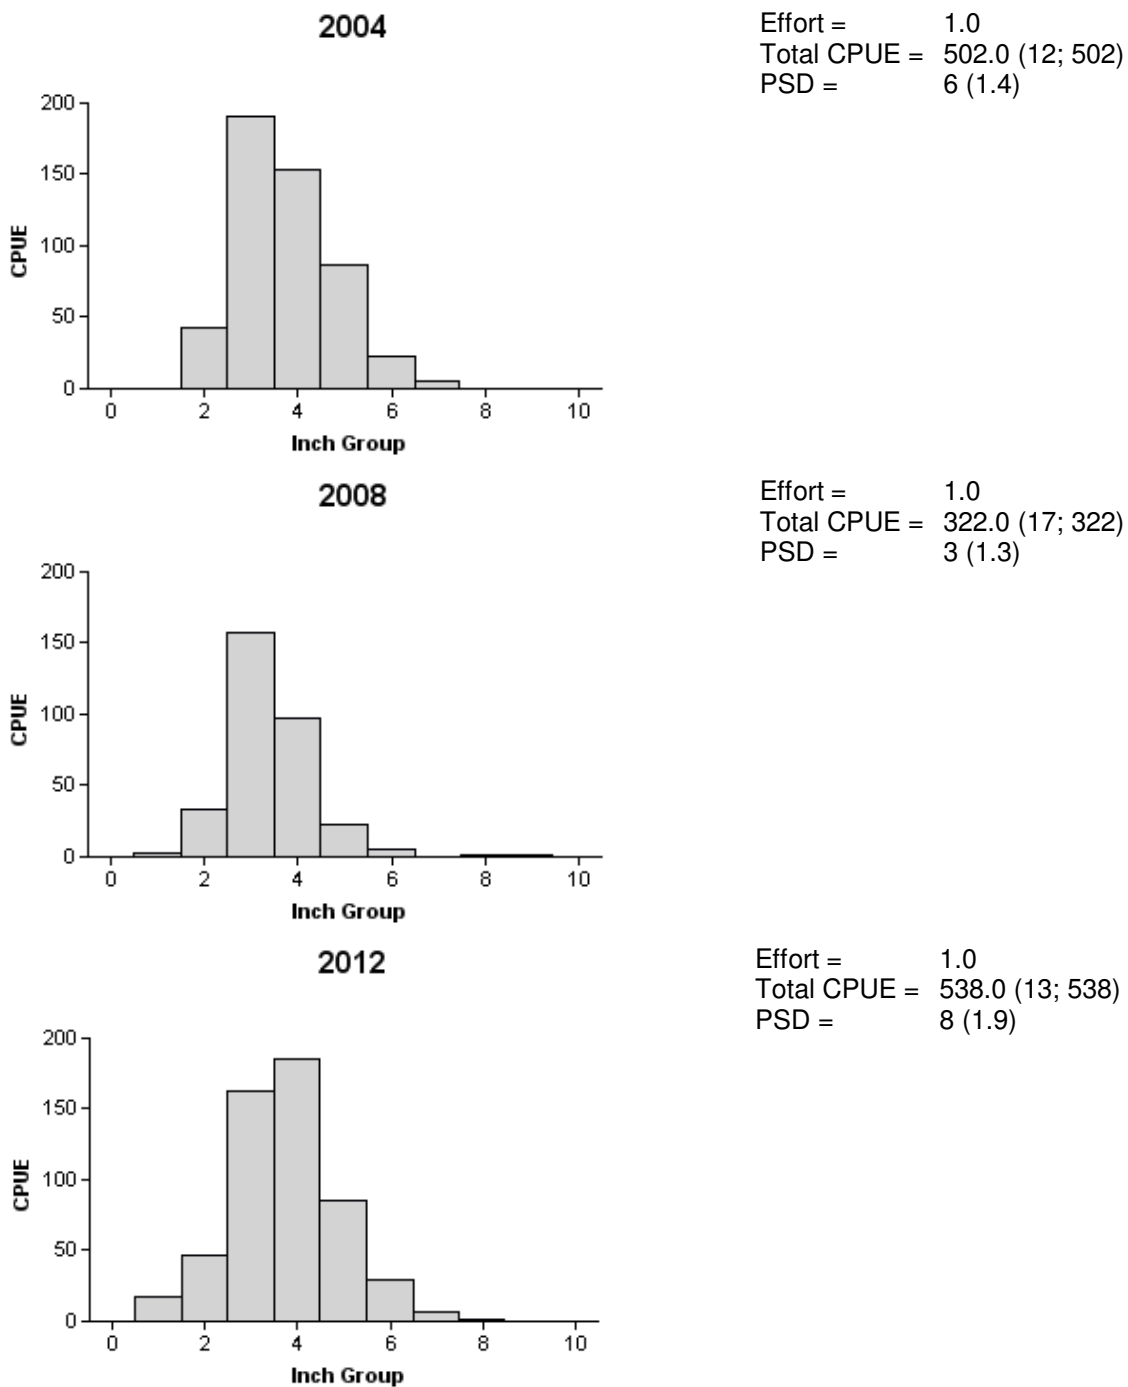 2004
Effort = 1.0
Total CPUE = 502.0 (12; 502)
PSD = 6 (1.4)
200
150
100
50
0
CPUE
0 2 4 6 8 10
Inch Group
2008
Effort = 1.0
Total CPUE = 322.0 (17; 322)
PSD = 3 (1.3)
200
150
100
50
0
CPUE
0 2 4 6 8 10
Inch Group
2012
Effort = 1.0
Total CPUE = 538.0 (13; 538)
PSD = 8 (1.9)
200
150
100
50
0
CPUE
0 2 4 6 8 10
Inch Group